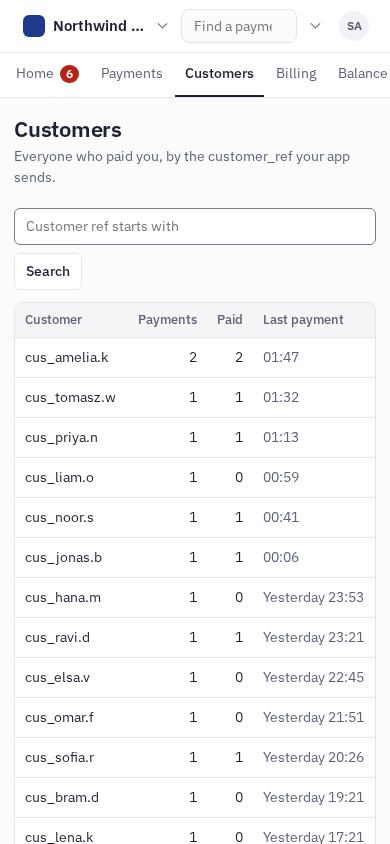 Northwind ...
Find a payme
SA
Home 6 Payments Customers Billing Balance
Customers
Everyone who paid you, by the customer_ref your app
sends.
Customer ref starts with
Search
Customer Payments Paid Last payment
cus_amelia.k 2 2 01:47
cus_tomasz.w 1 1 01:32
cus_priya.n 1 1 01:13
cus_liam.o 1 0 00:59
cus_noor.s 1 1 00:41
cus_jonas.b 1 1 00:06
cus_hana.m 1 0 Yesterday 23:53
cus_ravi.d 1 1 Yesterday 23:21
cus_elsa.v 1 0 Yesterday 22:45
cus_omar.f 1 0 Yesterday 21:51
cus_sofia.r 1 1 Yesterday 20:26
cus_bram.d 1 0 Yesterday 19:21
cus_lena.k 1 0 Yesterday 17:21